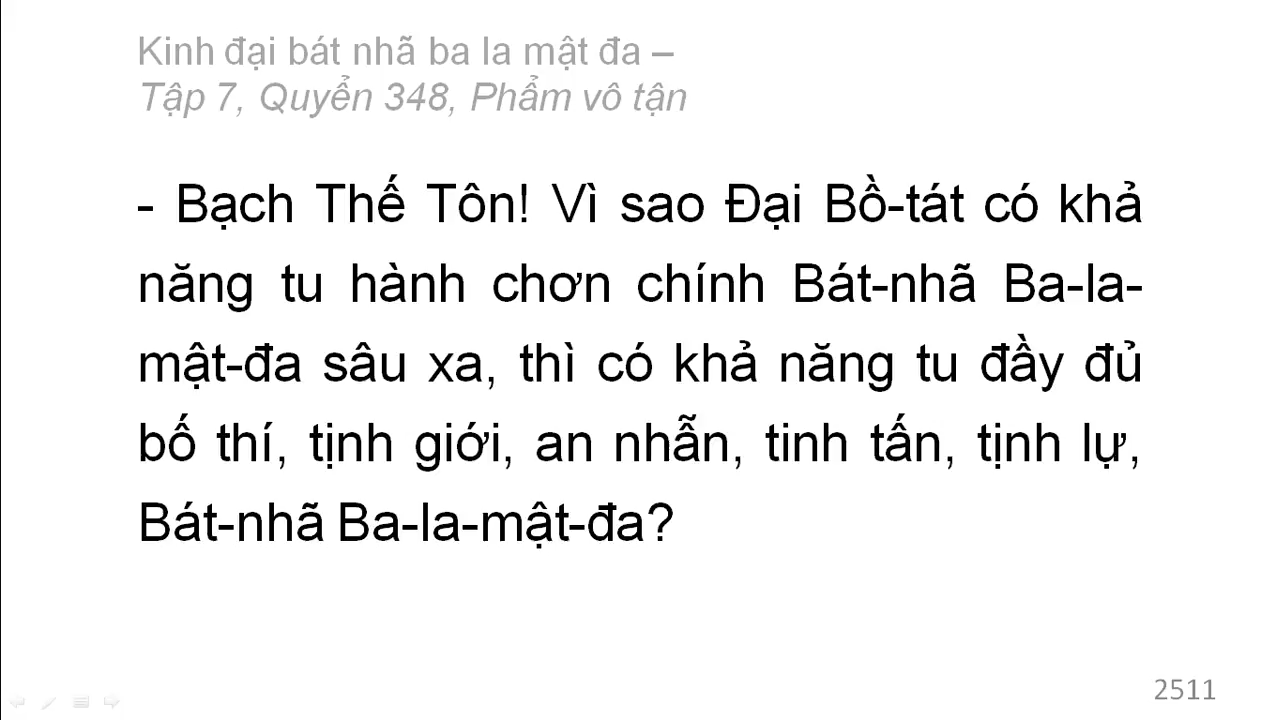 Kinh đại bát nhã ba la mật đa –
Tập 7, Quyển 348, Phẩm vô tận
- Bạch Thế Tôn! Vì sao Đại Bồ-tát có khả
năng tu hành chơn chính Bát-nhã Ba-la-
mật-đa sâu xa, thì có khả năng tu đầy đủ
bố thí, tịnh giới, an nhẫn, tinh tấn, tịnh lự,
Bát-nhã Ba-la-mật-đa?
2511